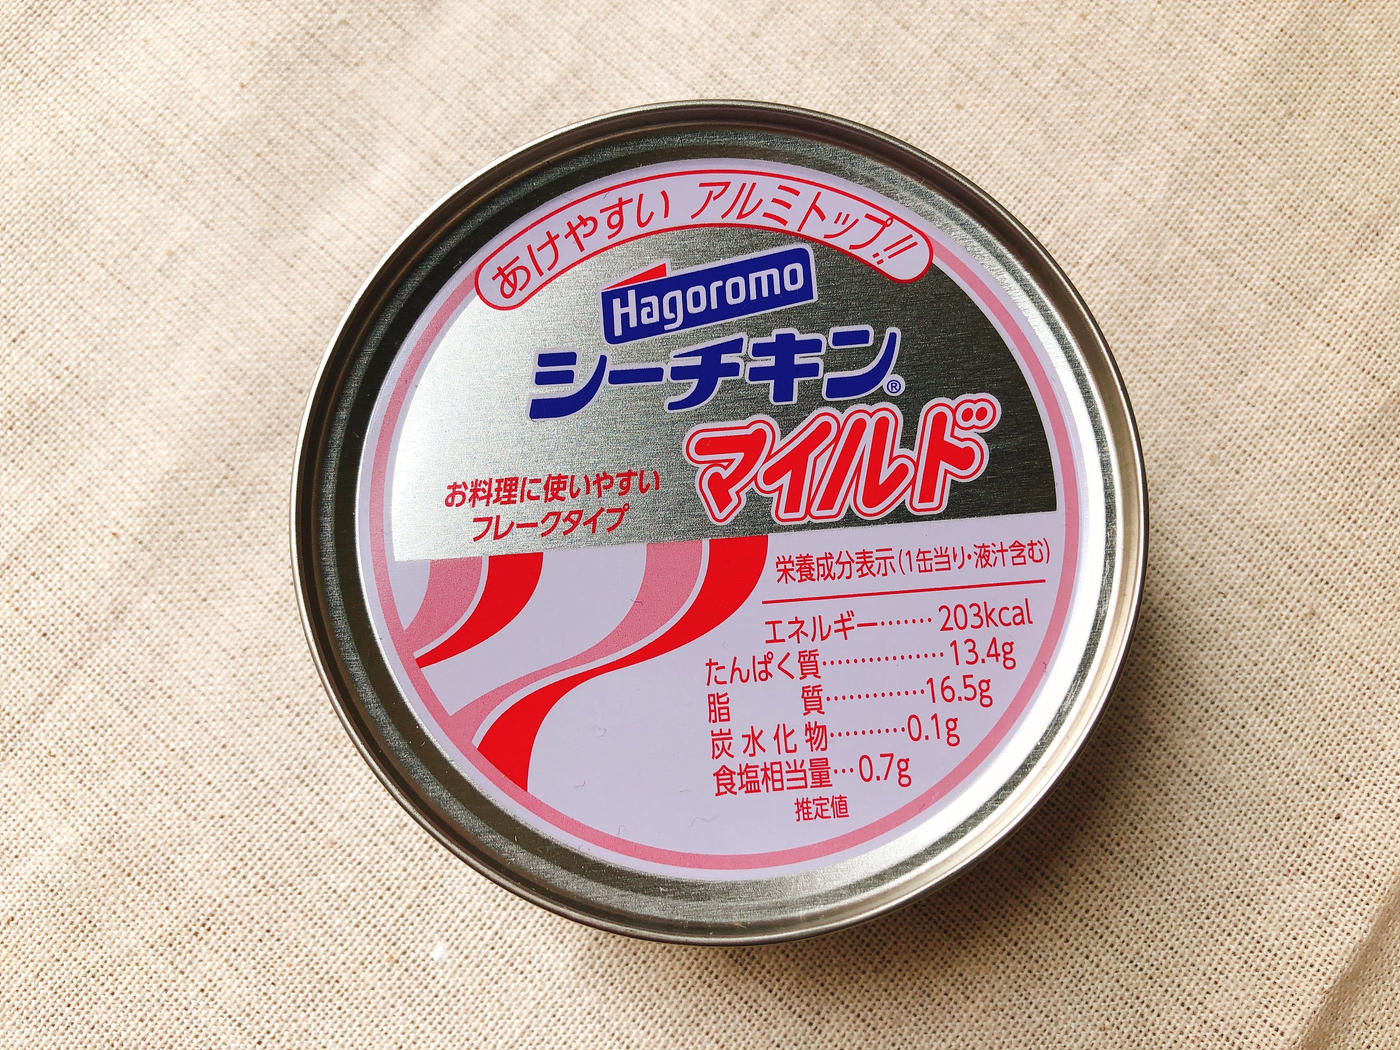 あけやすい アルミトップ!!
Hagoromo
シーチキン®
マイルド
お料理に使いやすい
フレークタイプ
栄養成分表示(1缶当り・液汁含む)
エネルギー……203kcal
たんぱく質……………13.4g
脂質…………16.5g
炭水化物………0.1g
食塩相当量…0.7g
推定値